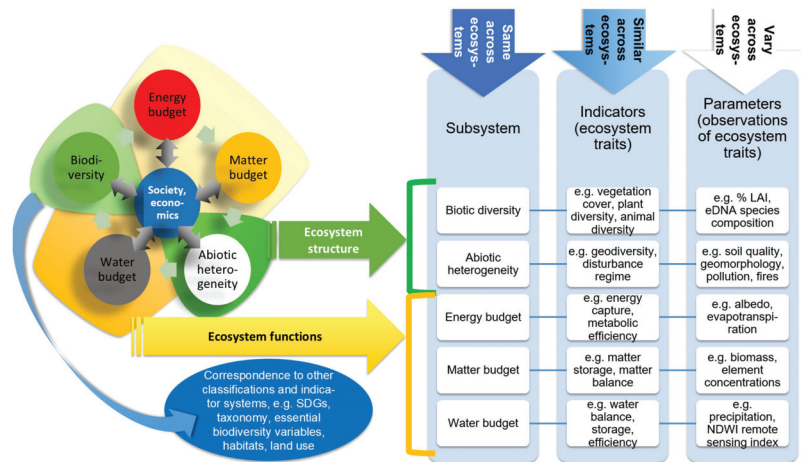 Energy
budget
Biodi-
versity
Matter
budget
Society,
econo-
mics
Water
budget
Abiotic
hetero-
geneity
Ecosystem
structure
Ecosystem functions
Correspondence to other
classifications and indica-
tor systems, e.g. SDGs,
taxonomy, essential
biodiversity variables,
habitats, land use
Same
across
ecosys-
tems
Similar
across
ecosys-
tems
Vary
across
ecosys-
tems
Subsystem
Indicators
(ecosystem
traits)
Parameters
(observations
of ecosystem
traits)
Biotic diversity
e.g. vegetation
cover, plant
diversity, animal
diversity
e.g. % LAI,
eDNA species
composition
Abiotic
heterogeneity
e.g. geodiversity,
disturbance
regime
e.g. soil quality,
geomorphology,
pollution, fires
Energy budget
e.g. energy
capture,
metabolic
efficiency
e.g. albedo,
evapotranspi-
ration
Matter budget
e.g. matter
storage, matter
balance
e.g. biomass,
element
concentrations
Water budget
e.g. water
balance,
storage,
efficiency
e.g.
precipitation,
NDWI remote
sensing index